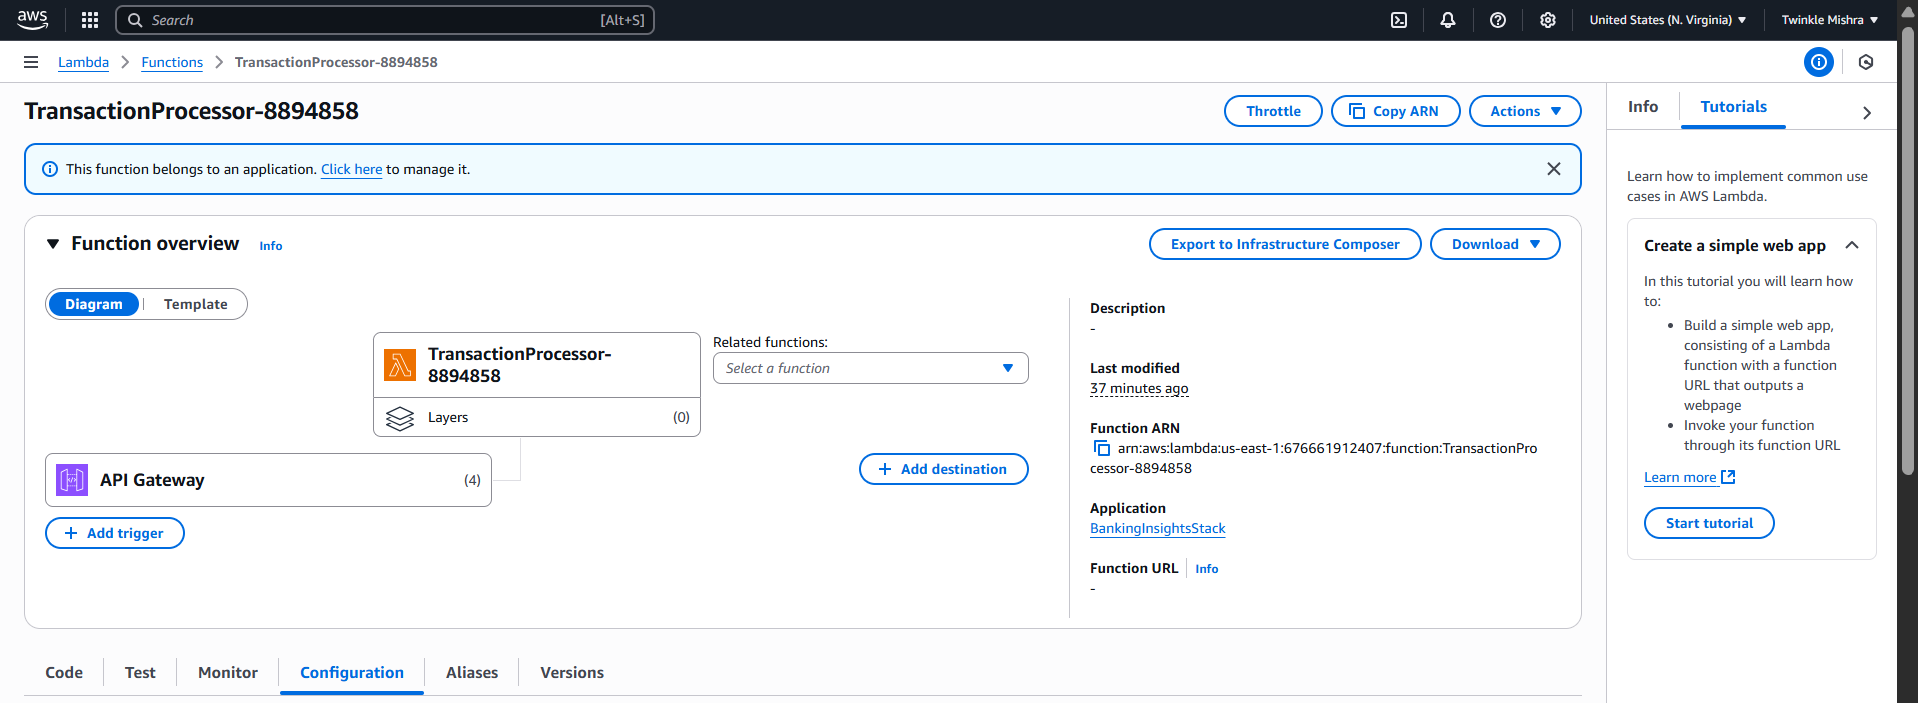 aws
Search
[Alt+S]
United States (N. Virginia)
Twinkle Mishra
Lambda
Functions
TransactionProcessor-8894858
TransactionProcessor-8894858
Throttle
Copy ARN
Actions
This function belongs to an application. Click here to manage it.
Function overview
Info
Export to Infrastructure Composer
Download
Diagram
Template
TransactionProcessor-
8894858
Layers
(0)
Related functions:
Select a function
API Gateway
(4)
+ Add destination
+ Add trigger
Description
-
Last modified
37 minutes ago
Function ARN
arn:aws:lambda:us-east-1:676661912407:function:TransactionPro
cessor-8894858
Application
BankingInsightsStack
Function URL
Info
-
Code
Test
Monitor
Configuration
Aliases
Versions
Info
Tutorials
Learn how to implement common use
cases in AWS Lambda.
Create a simple web app
In this tutorial you will learn how
to:
• Build a simple web app,
consisting of a Lambda
function with a function
URL that outputs a
webpage
• Invoke your function
through its function URL
Learn more
Start tutorial